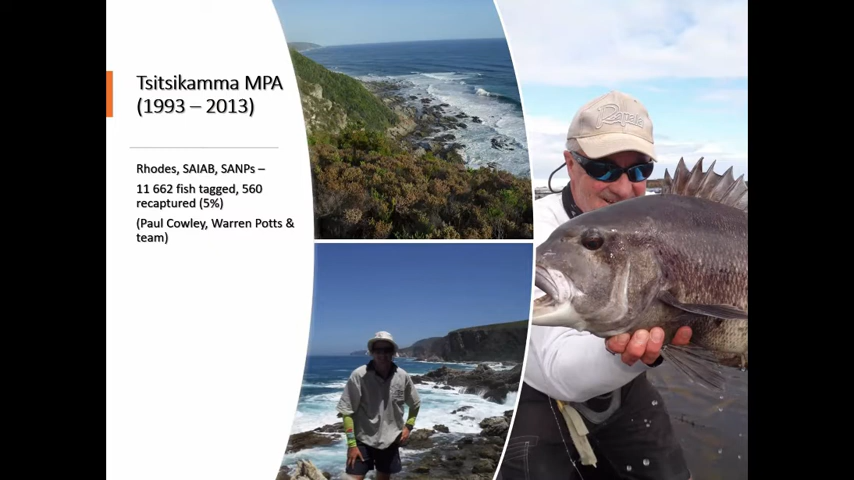 Tsitsikamma MPA
(1993 – 2013)
Rhodes, SAIAB, SANPs –
11 662 fish tagged, 560
recaptured (5%)
(Paul Cowley, Warren Potts &
team)
Rapala